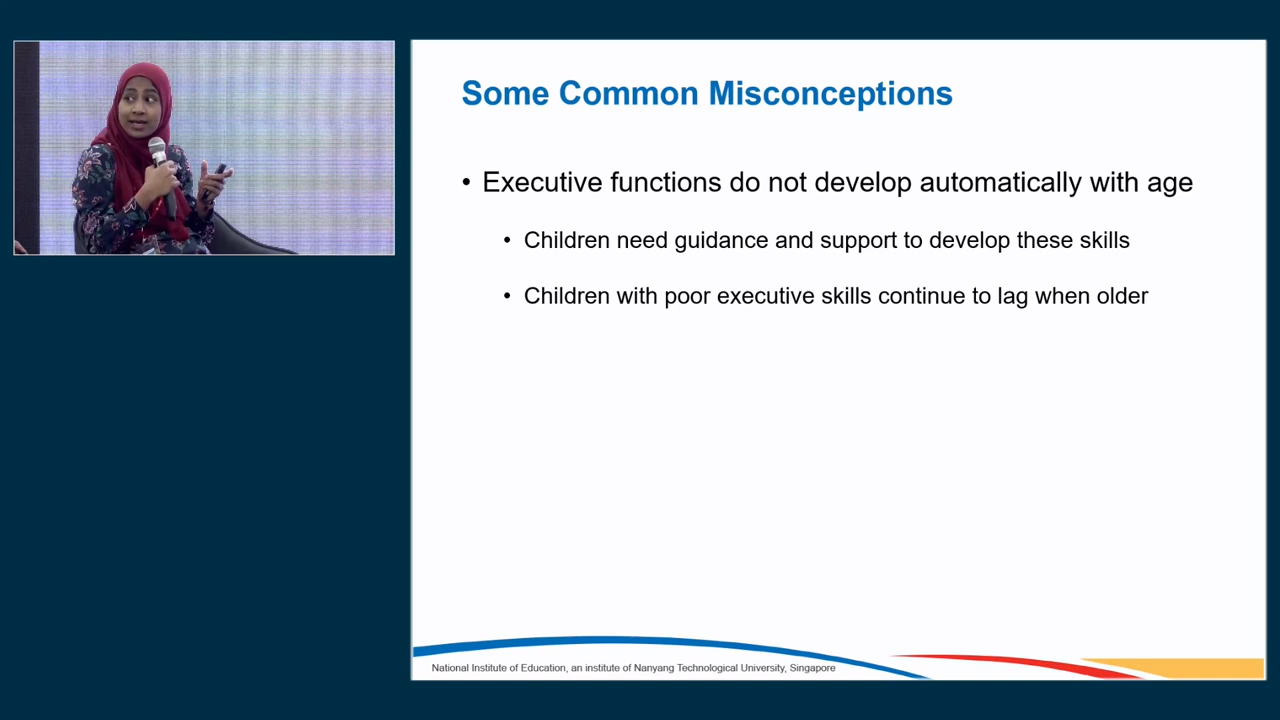 Some Common Misconceptions
• Executive functions do not develop automatically with age
• Children need guidance and support to develop these skills
• Children with poor executive skills continue to lag when older
National Institute of Education, an institute of Nanyang Technological University, Singapore